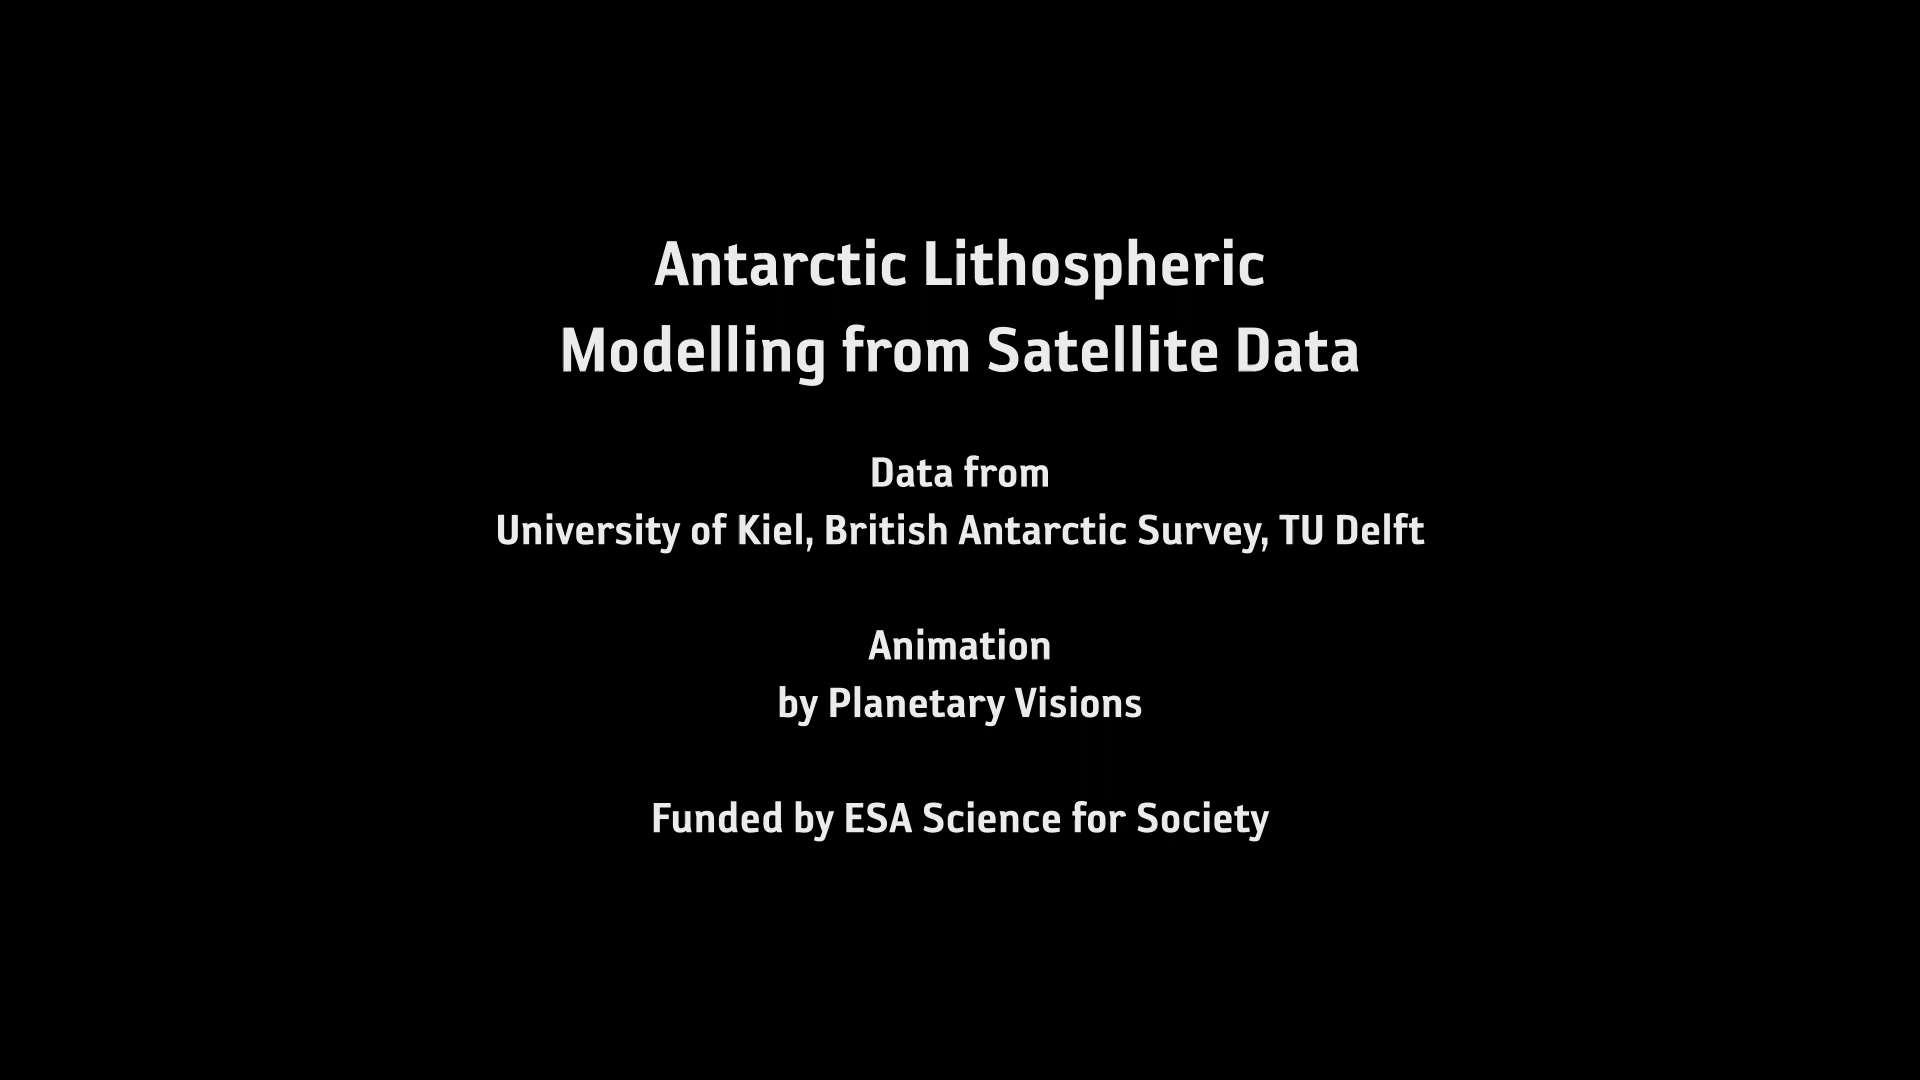 Antarctic Lithospheric
Modelling from Satellite Data
Data from
University of Kiel, British Antarctic Survey, TU Delft
Animation
by Planetary Visions
Funded by ESA Science for Society